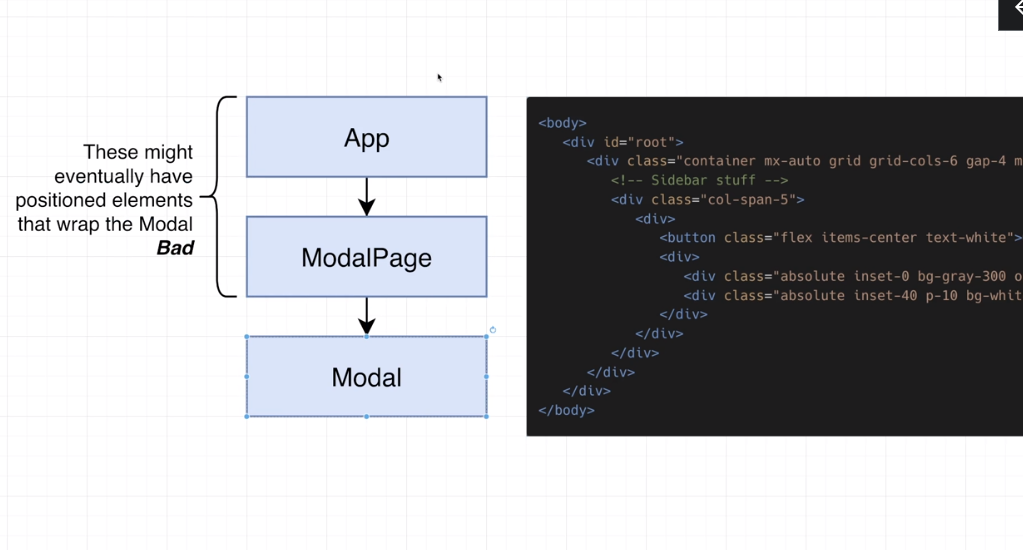 These might
eventually have
positioned elements
that wrap the Modal
Bad
App
ModalPage
Modal
<body>
<div id="root">
<div class="container mx-auto grid grid-cols-6 gap-4 m
<!-- Sidebar stuff -->
<div class="col-span-5">
<div>
<button class="flex items-center text-white">
<div>
<div class="absolute inset-0 bg-gray-300 o
<div class="absolute inset-40 p-10 bg-whit
</div>
</div>
</div>
</div>
</div>
</body>